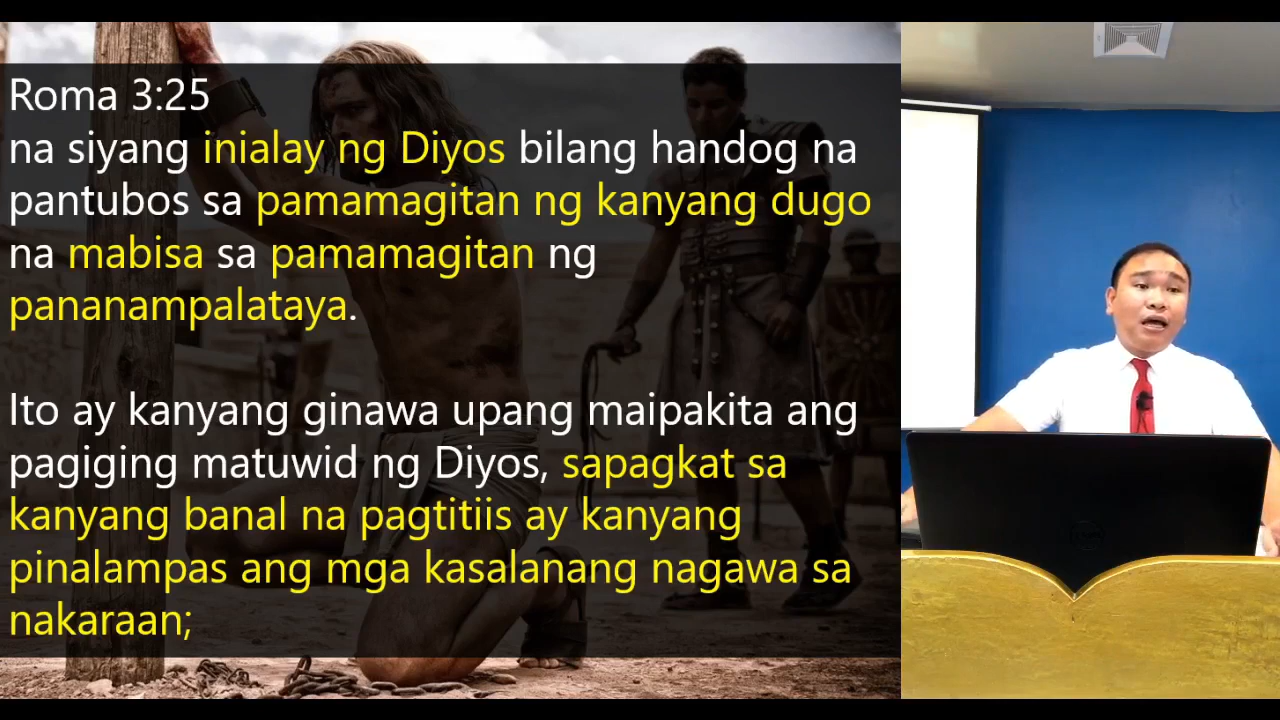 Roma 3:25
na siyang inialay ng Diyos bilang handog na
pantubos sa pamamagitan ng kanyang dugo
na mabisa sa pamamagitan ng
pananampalataya.
Ito ay kanyang ginawa upang maipakita ang
pagiging matuwid ng Diyos, sapagkat sa
kanyang banal na pagtitiis ay kanyang
pinalampas ang mga kasalanang nagawa sa
nakaraan;